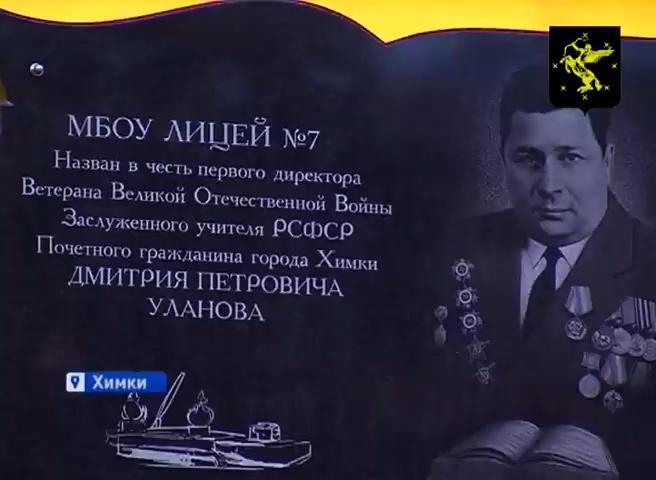 МБОУ ЛИЦЕЙ №7
Назван в честь первого директора
Ветерана Великой Отечественной Войны
Заслуженного учителя РСФСР
Почетного гражданина города Химки
ДМИТРИЯ ПЕТРОВИЧА
УЛАНОВА
Химки